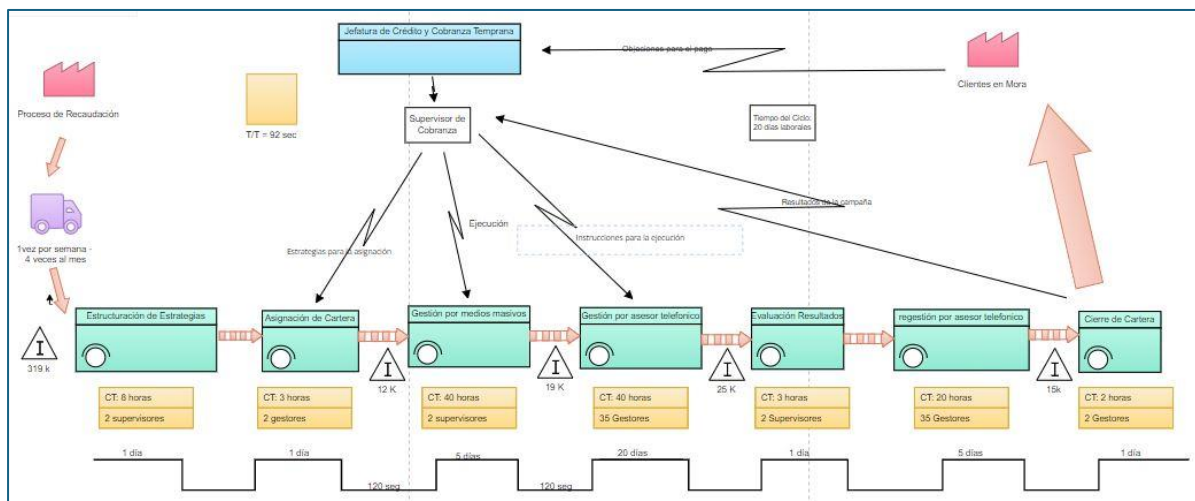 Jefatura de Crédito y Cobranza Temprana
Objeciones para el pago
Clientes en Mora
Proceso de Recaudación
T/T = 92 sec
Supervisor de
Cobranza
Tiempo del Ciclo:
20 días laborales
1vez por semana -
4 veces al mes
Estrategias para la asignación
Ejecución
Instrucciones para la ejecución
Resultados de la campaña
Estructuración de Estrategias
Asignación de Cartera
Gestión por medios masivos
Gestión por asesor telefonico
Evaluación Resultados
regestión por asesor telefonico
Cierre de Cartera
I
319 k
I
12 K
I
19 K
I
25 K
I
15k
CT: 8 horas
2 supervisores
CT: 3 horas
2 gestores
CT: 40 horas
2 supervisores
CT: 40 horas
35 Gestores
CT: 3 horas
2 Supervisores
CT: 20 horas
35 Gestores
CT: 2 horas
2 Gestores
1 día
1 día
5 días
20 días
1 día
5 días
1 día
120 seg
120 seg